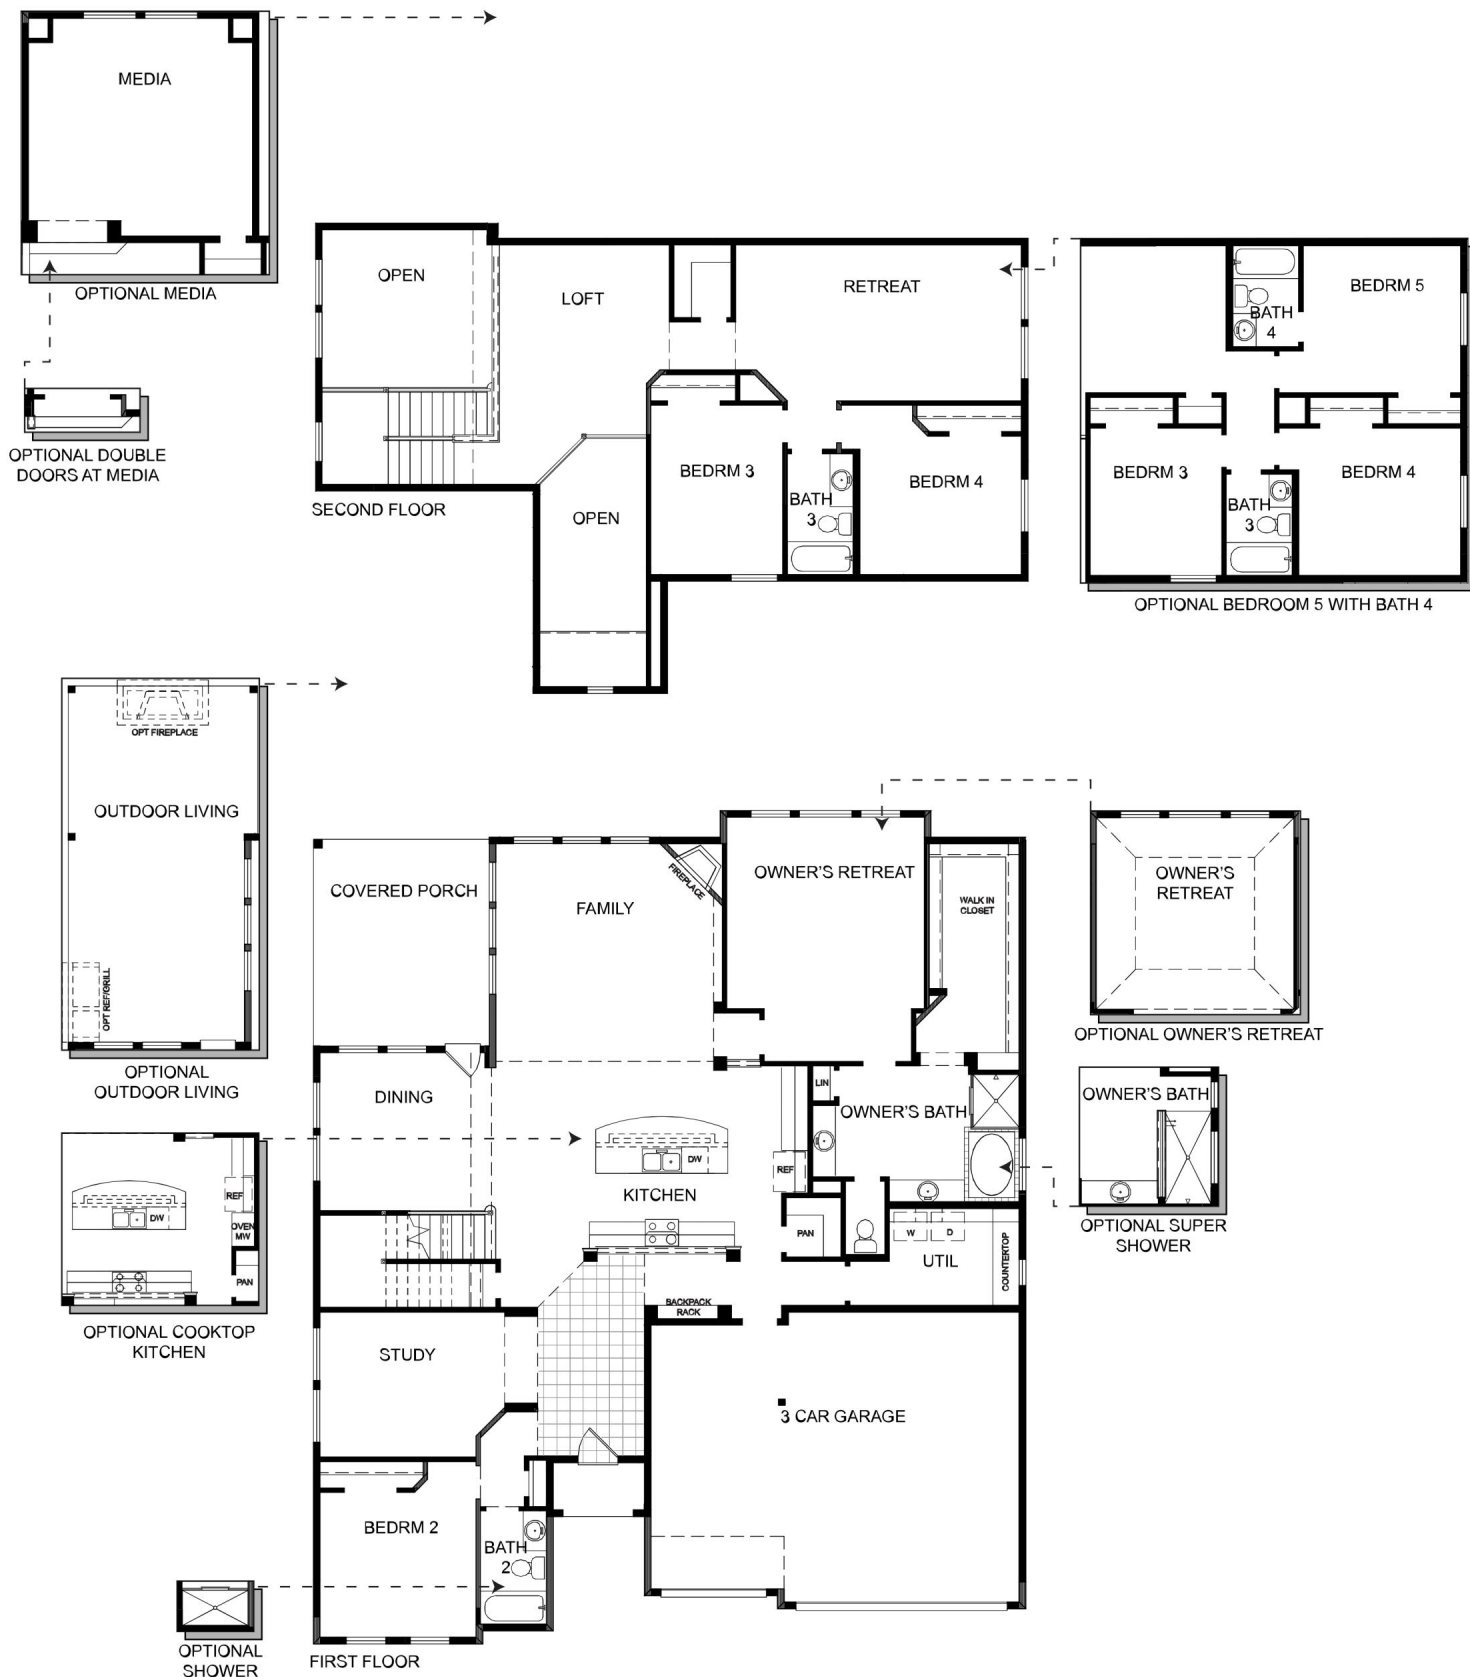 MEDIA
OPTIONAL MEDIA
OPTIONAL DOUBLE
DOORS AT MEDIA
OPEN
LOFT
RETREAT
BEDRM 3
BATH
3
BEDRM 4
OPEN
SECOND FLOOR
BATH
4
BEDRM 5
BEDRM 3
BATH
3
BEDRM 4
OPTIONAL BEDROOM 5 WITH BATH 4
OPT FIREPLACE
OUTDOOR LIVING
OPT REF/GRILL
OPTIONAL
OUTDOOR LIVING
REF
DW
OVEN
MW
PAN
OPTIONAL COOKTOP
KITCHEN
COVERED PORCH
FAMILY
FIREPLACE
OWNER'S RETREAT
WALK IN
CLOSET
DINING
LIN
OWNER'S BATH
DW
REF
KITCHEN
PAN
W
D
UTIL
COUNTERTOP
BACKPACK
RACK
STUDY
3 CAR GARAGE
BEDRM 2
BATH
2
FIRST FLOOR
OPTIONAL
SHOWER
OWNER'S
RETREAT
OPTIONAL OWNER'S RETREAT
OWNER'S BATH
OPTIONAL SUPER
SHOWER